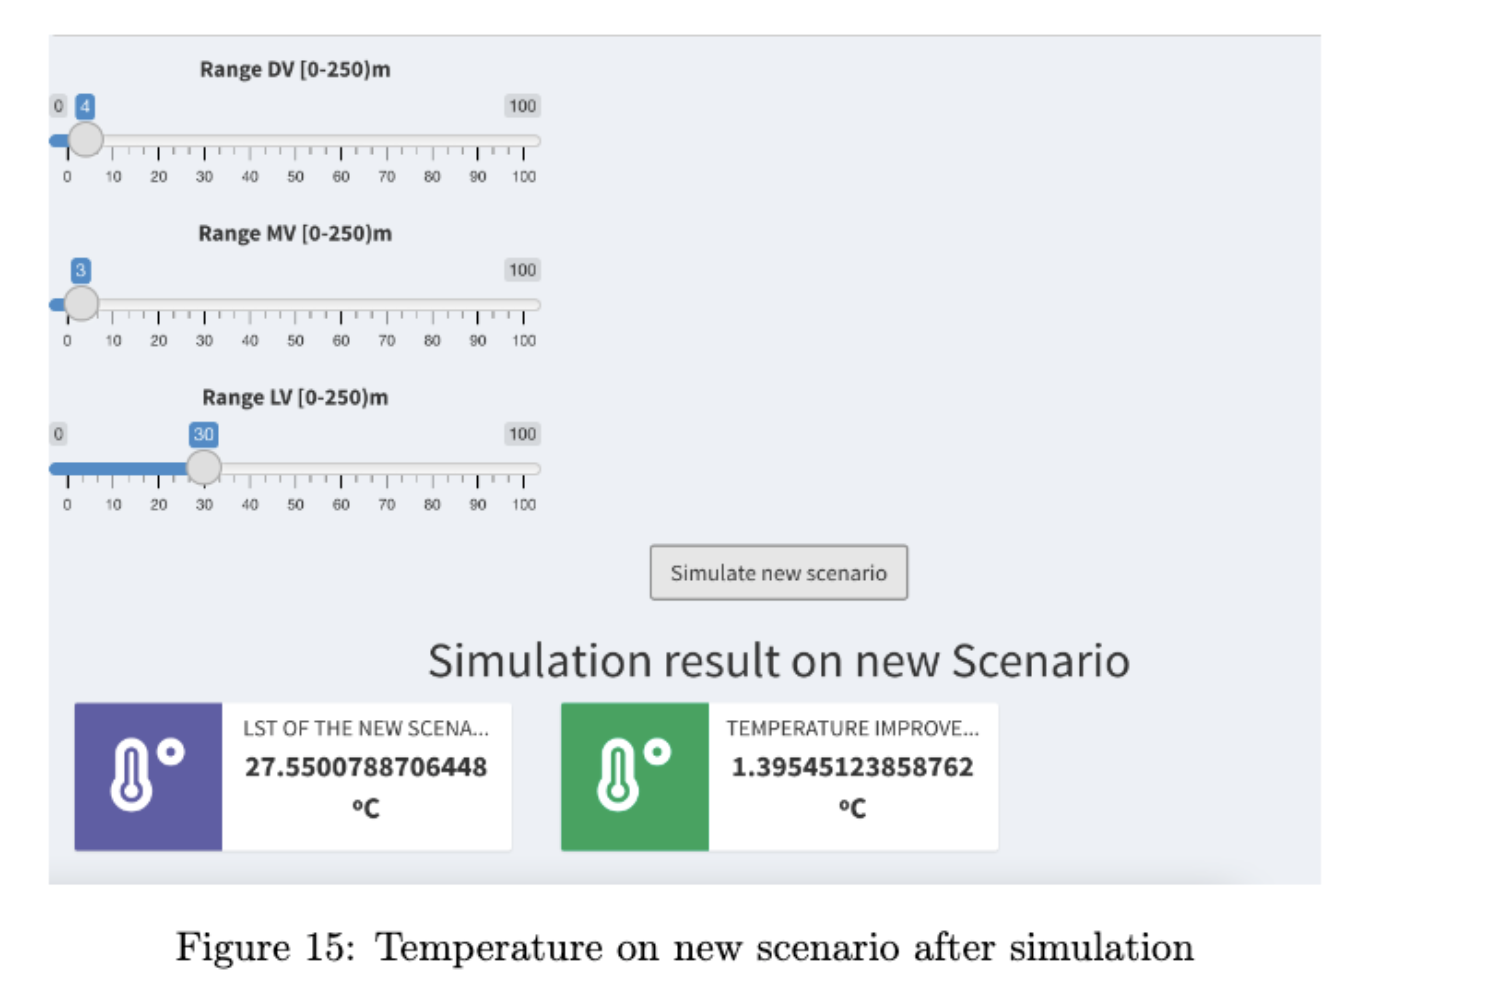 Range DV [0-250)m
0 4 100
0 10 20 30 40 50 60 70 80 90 100
Range MV [0-250)m
3 100
0 10 20 30 40 50 60 70 80 90 100
Range LV [0-250)m
0 30 100
0 10 20 30 40 50 60 70 80 90 100
Simulate new scenario
Simulation result on new Scenario
LST OF THE NEW SCENA...
27.5500788706448
ºC
TEMPERATURE IMPROVE...
1.39545123858762
ºC
Figure 15: Temperature on new scenario after simulation